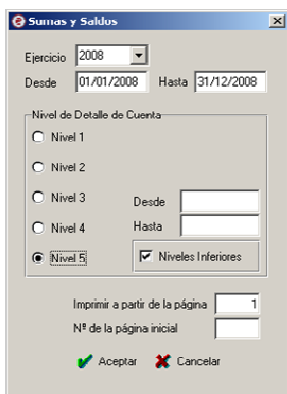 Sumas y Saldos
Ejercicio 2008
Desde 01/01/2008 Hasta 31/12/2008
Nivel de Detalle de Cuenta
Nivel 1
Nivel 2
Nivel 3
Desde
Nivel 4
Hasta
Nivel 5
Niveles Inferiores
Imprimir a partir de la página 1
Nª de la página inicial
Aceptar Cancelar